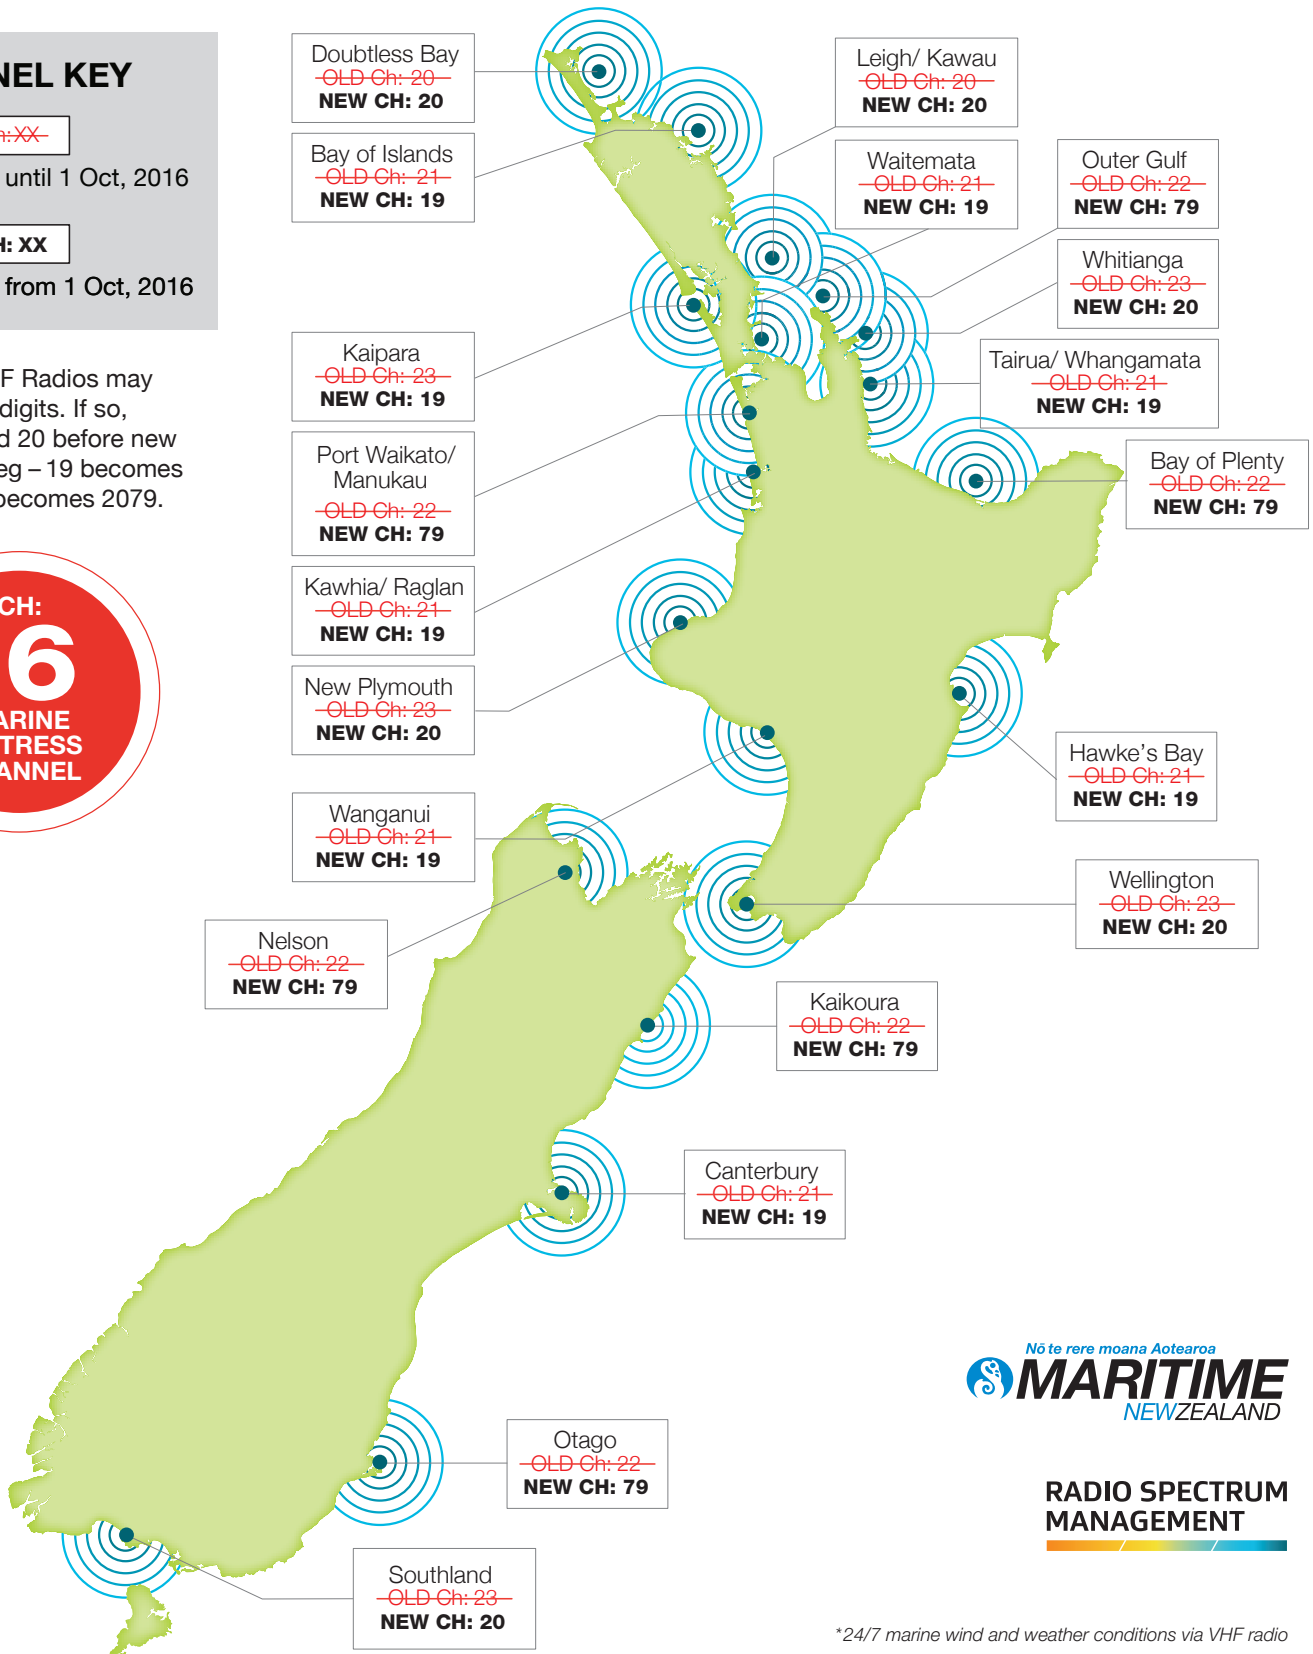 NEL KEY
h: XX
until 1 Oct, 2016
H: XX
from 1 Oct, 2016
F Radios may
digits. If so,
d 20 before new
eg – 19 becomes
becomes 2079.
CH:
6
ARINE
TRESS
ANNEL
Doubtless Bay
OLD Ch: 20
NEW CH: 20
Bay of Islands
OLD Ch: 21
NEW CH: 19
Kaipara
OLD Ch: 23
NEW CH: 19
Port Waikato/
Manukau
OLD Ch: 22
NEW CH: 79
Kawhia/ Raglan
OLD Ch: 21
NEW CH: 19
New Plymouth
OLD Ch: 23
NEW CH: 20
Wanganui
OLD Ch: 21
NEW CH: 19
Nelson
OLD Ch: 22
NEW CH: 79
Leigh/ Kawau
OLD Ch: 20
NEW CH: 20
Waitemata
OLD Ch: 21
NEW CH: 19
Outer Gulf
OLD Ch: 22
NEW CH: 79
Whitianga
OLD Ch: 23
NEW CH: 20
Tairua/ Whangamata
OLD Ch: 21
NEW CH: 19
Bay of Plenty
OLD Ch: 22
NEW CH: 79
Hawke's Bay
OLD Ch: 21
NEW CH: 19
Wellington
OLD Ch: 23
NEW CH: 20
Kaikoura
OLD Ch: 22
NEW CH: 79
Canterbury
OLD Ch: 21
NEW CH: 19
Otago
OLD Ch: 22
NEW CH: 79
Southland
OLD Ch: 23
NEW CH: 20
Nō te rere moana Aotearoa
MARITIME
NEWZEALAND
RADIO SPECTRUM
MANAGEMENT
*24/7 marine wind and weather conditions via VHF radio